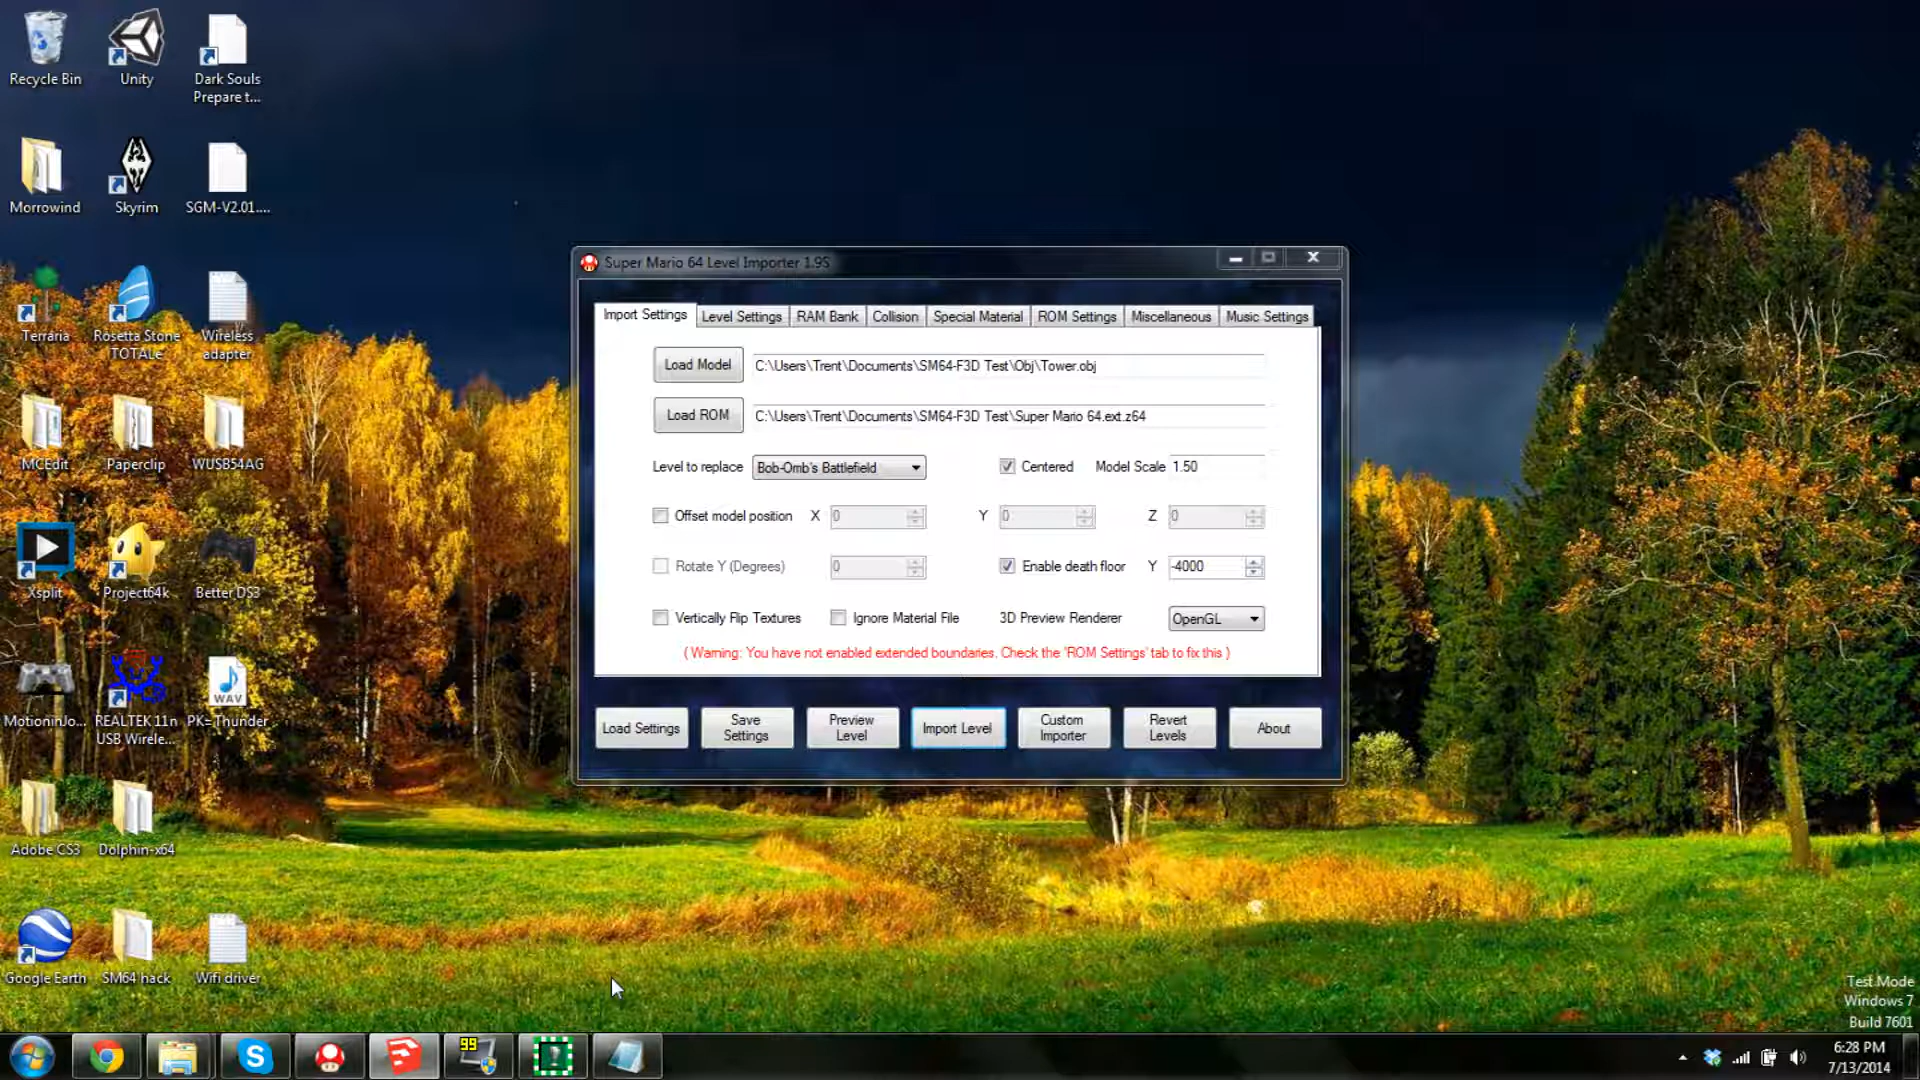 Recycle Bin
Unity
Dark Souls
Prepare t...
Morrowind
Skyrim
SGM-V2.01....
Terraria
Rosetta Stone
TOTALe
Wireless
adapter
MCEdit
Paperclip
WUSB54AG
Xsplit
Project64k
Better DS3
MotioninJo...
REALTEK 11n
USB Wirele...
PK= Thunder
WAV
Adobe CS3
Dolphin-x64
Google Earth
SM64 hack
Wifi driver
Super Mario 64 Level Importer 1.9S
Import Settings
Level Settings
RAM Bank
Collision
Special Material
ROM Settings
Miscellaneous
Music Settings
Load Model
C:\Users\Trent\Documents\SM64-F3D Test\Obj\Tower.obj
Load ROM
C:\Users\Trent\Documents\SM64-F3D Test\Super Mario 64.ext.z64
Level to replace
Bob-Omb's Battlefield
Centered
Model Scale
1.50
Offset model position
X
0
Y
0
Z
0
Rotate Y (Degrees)
0
Enable death floor
Y
-4000
Vertically Flip Textures
Ignore Material File
3D Preview Renderer
OpenGL
( Warning: You have not enabled extended boundaries. Check the 'ROM Settings' tab to fix this )
Load Settings
Save
Settings
Preview
Level
Import Level
Custom
Importer
Revert
Levels
About
Test Mode
Windows 7
Build 7601
99
6:28 PM
7/13/2014